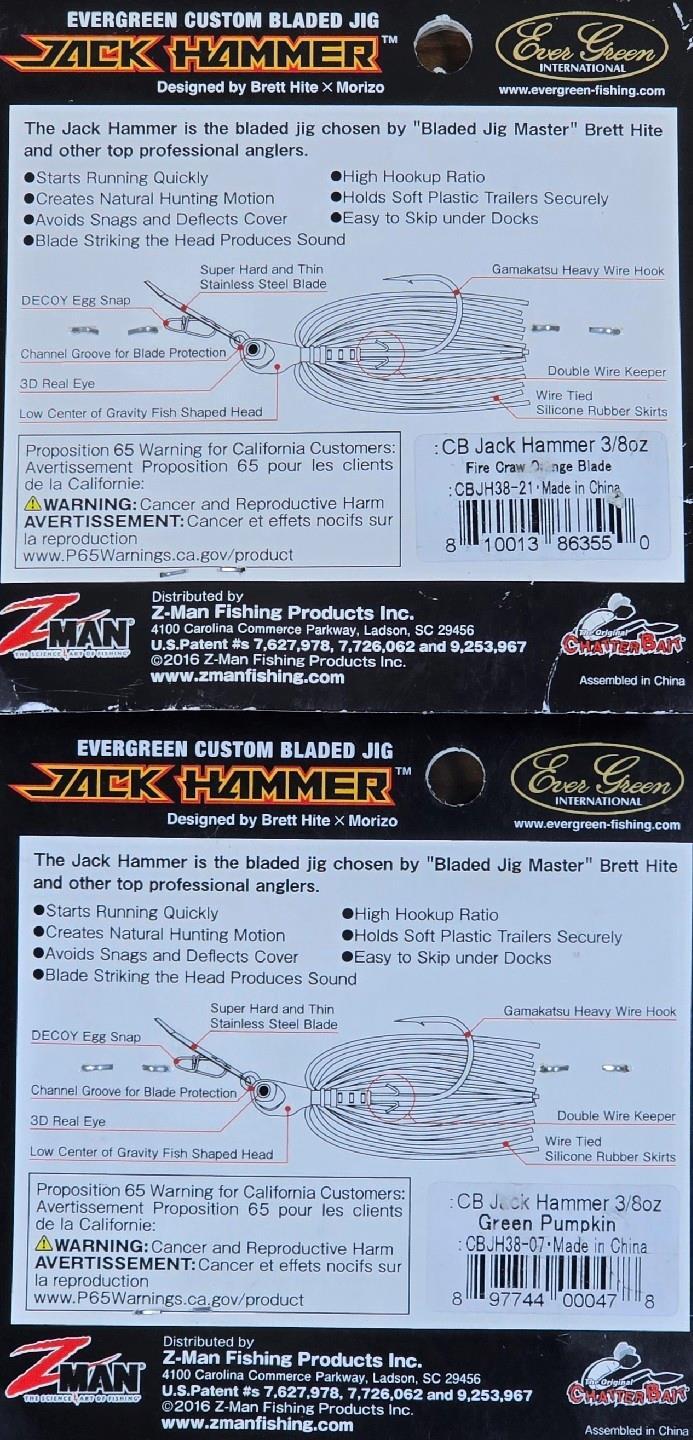 EVERGREEN CUSTOM BLADED JIG
JACK HAMMER™
Designed by Brett Hite × Morizo
Ever Green
INTERNATIONAL
www.evergreen-fishing.com
The Jack Hammer is the bladed jig chosen by "Bladed Jig Master" Brett Hite
and other top professional anglers.
●Starts Running Quickly
●Creates Natural Hunting Motion
●Avoids Snags and Deflects Cover
●Blade Striking the Head Produces Sound
●High Hookup Ratio
●Holds Soft Plastic Trailers Securely
●Easy to Skip under Docks
Super Hard and Thin
Stainless Steel Blade
Gamakatsu Heavy Wire Hook
DECOY Egg Snap
Channel Groove for Blade Protection
3D Real Eye
Low Center of Gravity Fish Shaped Head
Double Wire Keeper
Wire Tied
Silicone Rubber Skirts
Proposition 65 Warning for California Customers:
Avertissement Proposition 65 pour les clients
de la Californie:
⚠WARNING: Cancer and Reproductive Harm
AVERTISSEMENT: Cancer et effets nocifs sur
la reproduction
www.P65Warnings.ca.gov/product
:CB Jack Hammer 3/8oz
Fire Craw Orange Blade
:CBJH38-21·Made in China
8 10013 86355 0
ZMAN
THE SCIENCE & ART OF FISHING
Distributed by
Z-Man Fishing Products Inc.
4100 Carolina Commerce Parkway, Ladson, SC 29456
U.S.Patent #s 7,627,978, 7,726,062 and 9,253,967
©2016 Z-Man Fishing Products Inc.
www.zmanfishing.com
The Original
CHATTERBAIT
Assembled in China
EVERGREEN CUSTOM BLADED JIG
JACK HAMMER™
Designed by Brett Hite × Morizo
Ever Green
INTERNATIONAL
www.evergreen-fishing.com
The Jack Hammer is the bladed jig chosen by "Bladed Jig Master" Brett Hite
and other top professional anglers.
●Starts Running Quickly
●Creates Natural Hunting Motion
●Avoids Snags and Deflects Cover
●Blade Striking the Head Produces Sound
●High Hookup Ratio
●Holds Soft Plastic Trailers Securely
●Easy to Skip under Docks
Super Hard and Thin
Stainless Steel Blade
Gamakatsu Heavy Wire Hook
DECOY Egg Snap
Channel Groove for Blade Protection
3D Real Eye
Low Center of Gravity Fish Shaped Head
Double Wire Keeper
Wire Tied
Silicone Rubber Skirts
Proposition 65 Warning for California Customers:
Avertissement Proposition 65 pour les clients
de la Californie:
⚠WARNING: Cancer and Reproductive Harm
AVERTISSEMENT: Cancer et effets nocifs sur
la reproduction
www.P65Warnings.ca.gov/product
:CB Jack Hammer 3/8oz
Green Pumpkin
:CBJH38-07·Made in China
8 97744 00047 8
ZMAN
THE SCIENCE & ART OF FISHING
Distributed by
Z-Man Fishing Products Inc.
4100 Carolina Commerce Parkway, Ladson, SC 29456
U.S.Patent #s 7,627,978, 7,726,062 and 9,253,967
©2016 Z-Man Fishing Products Inc.
www.zmanfishing.com
The Original
CHATTERBAIT
Assembled in China